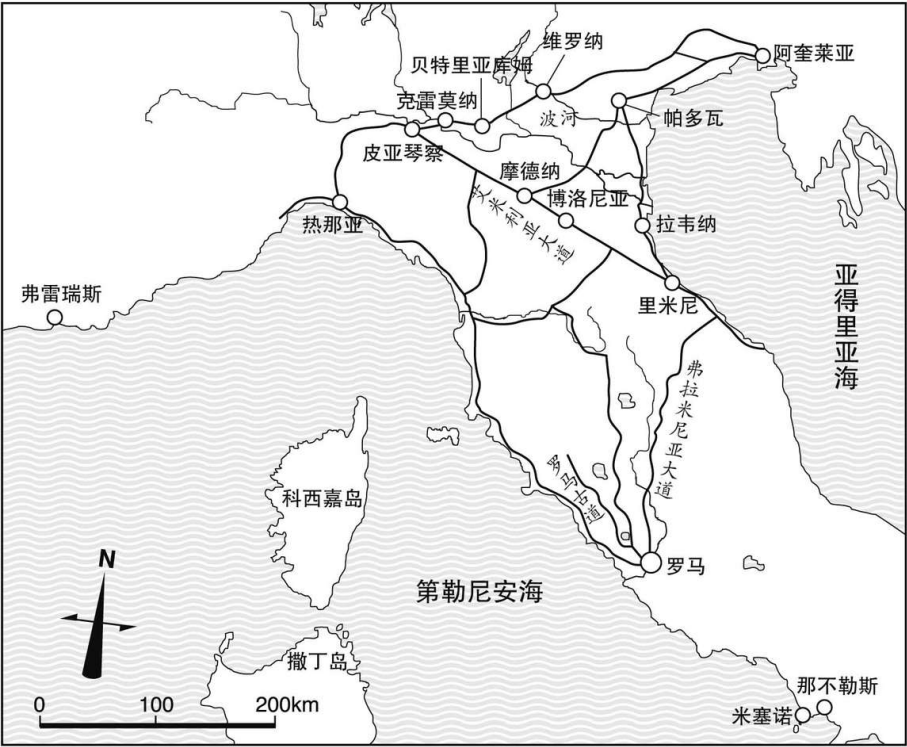 维罗纳
阿奎莱亚
贝特里亚库姆
克雷莫纳
波河
帕多瓦
皮亚琴察
摩德纳
艾米利亚大道
博洛尼亚
热那亚
拉韦纳
亚得里亚海
弗雷瑞斯
里米尼
弗拉米尼亚大道
罗马古道
科西嘉岛
N
罗马
第勒尼安海
撒丁岛
那不勒斯
米塞诺
0 100 200km